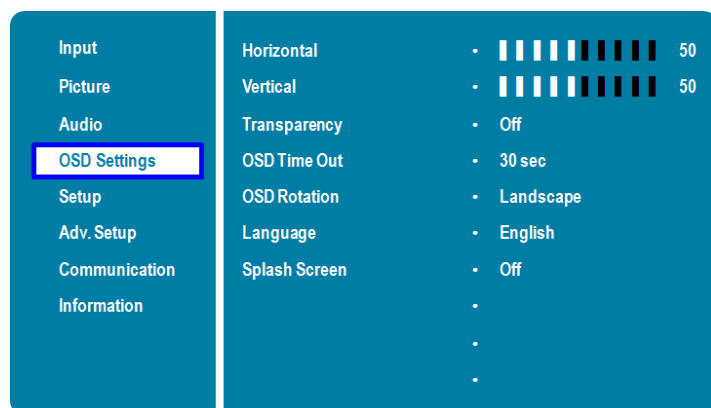 Input
Picture
Audio
OSD Settings
Setup
Adv. Setup
Communication
Information
Horizontal • 50
Vertical • 50
Transparency • Off
OSD Time Out • 30 sec
OSD Rotation • Landscape
Language • English
Splash Screen • Off
•
•
•